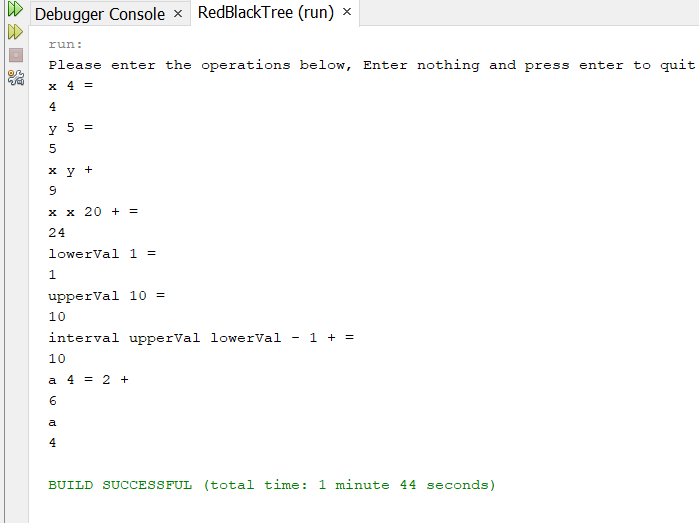 Debugger Console × RedBlackTree (run) ×
run:
Please enter the operations below, Enter nothing and press enter to quit
x 4 =
4
y 5 =
5
x y +
9
x x 20 + =
24
lowerVal 1 =
1
upperVal 10 =
10
interval upperVal lowerVal - 1 + =
10
a 4 = 2 +
6
a
4
BUILD SUCCESSFUL (total time: 1 minute 44 seconds)